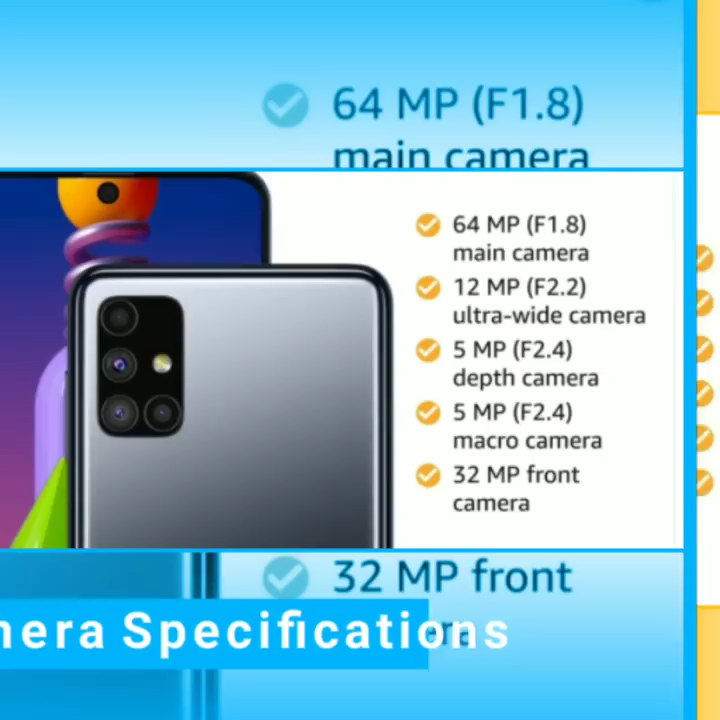 64 MP (F1.8)
main camera
64 MP (F1.8)
main camera
12 MP (F2.2)
ultra-wide camera
5 MP (F2.4)
depth camera
5 MP (F2.4)
macro camera
32 MP front
camera
32 MP front
mera Specifications